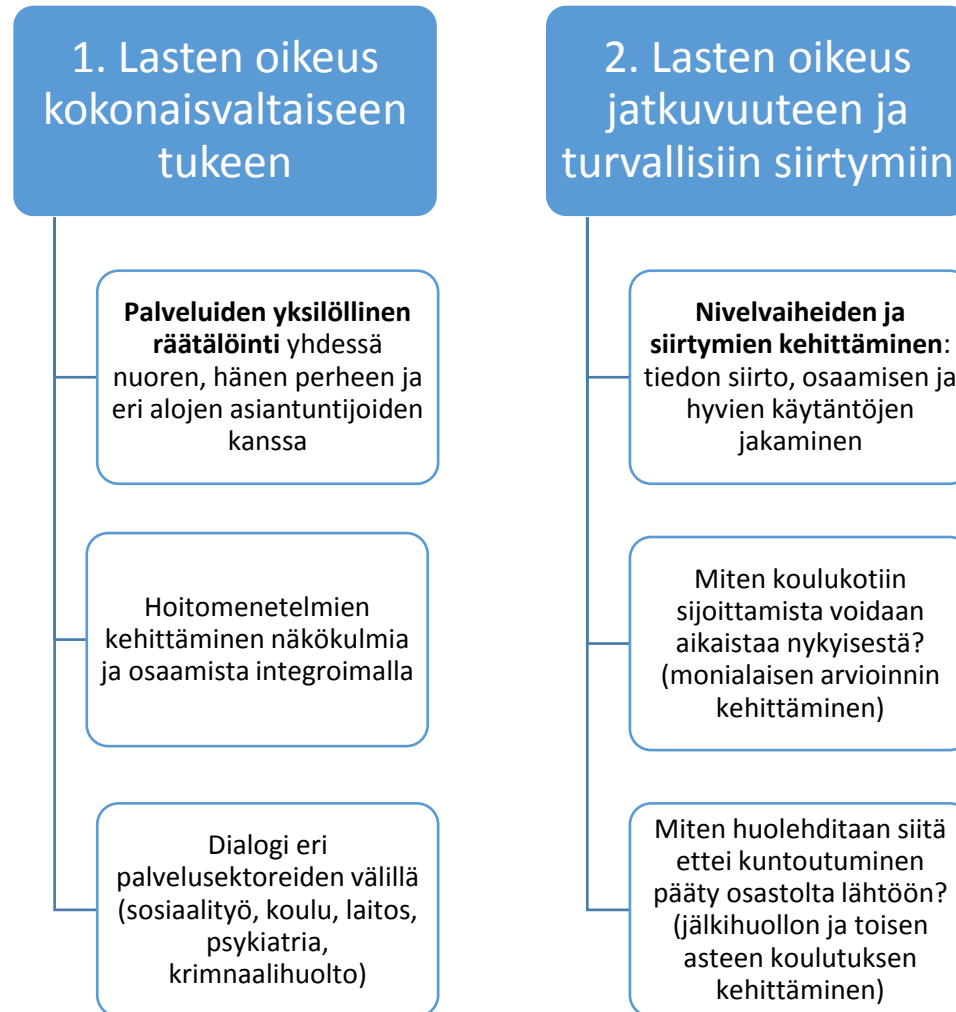 1. Lasten oikeus
kokonaisvaltaiseen
tukeen
Palveluiden yksilöllinen
räätälöinti yhdessä
nuoren, hänen perheen ja
eri alojen asiantuntijoiden
kanssa
Hoitomenetelmien
kehittäminen näkökulmia
ja osaamista integroimalla
Dialogi eri
palvelusektoreiden välillä
(sosiaalityö, koulu, laitos,
psykiatria,
krimnaalihuolto)
2. Lasten oikeus
jatkuvuuteen ja
turvallisiin siirtymiin
Nivelvaiheiden ja
siirtymien kehittäminen:
tiedon siirto, osaamisen ja
hyvien käytäntöjen
jakaminen
Miten koulukotiin
sijoittamista voidaan
aikaistaa nykyisestä?
(monialaisen arvioinnin
kehittäminen)
Miten huolehditaan siitä
ettei kuntoutuminen
pääty osastolta lähtöön?
(jälkihuollon ja toisen
asteen koulutuksen
kehittäminen)